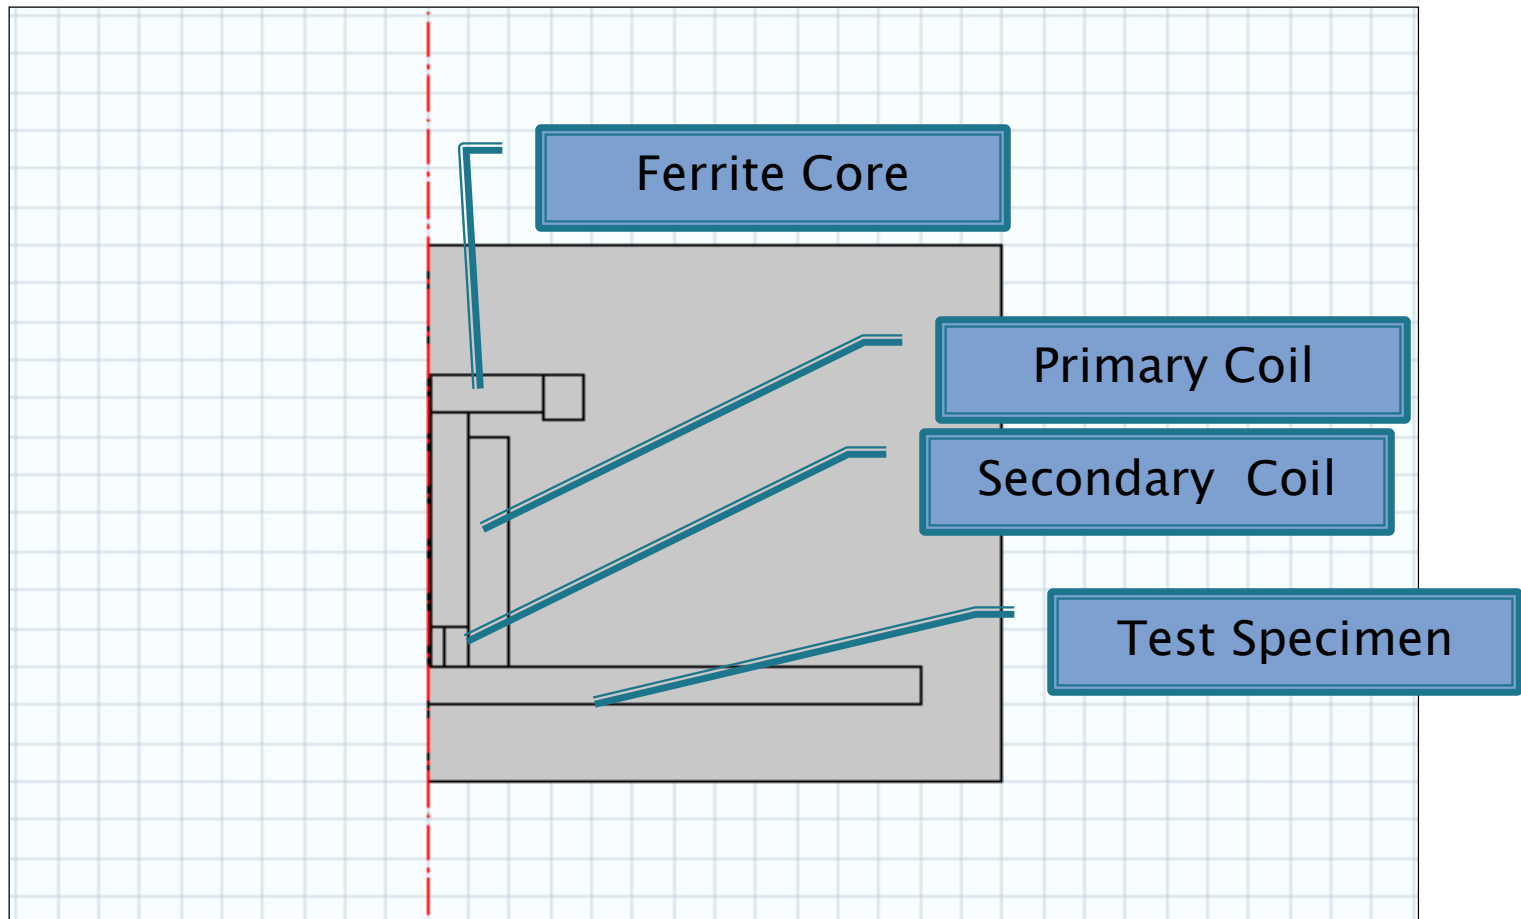 Ferrite Core
Primary Coil
Secondary  Coil
Test Specimen